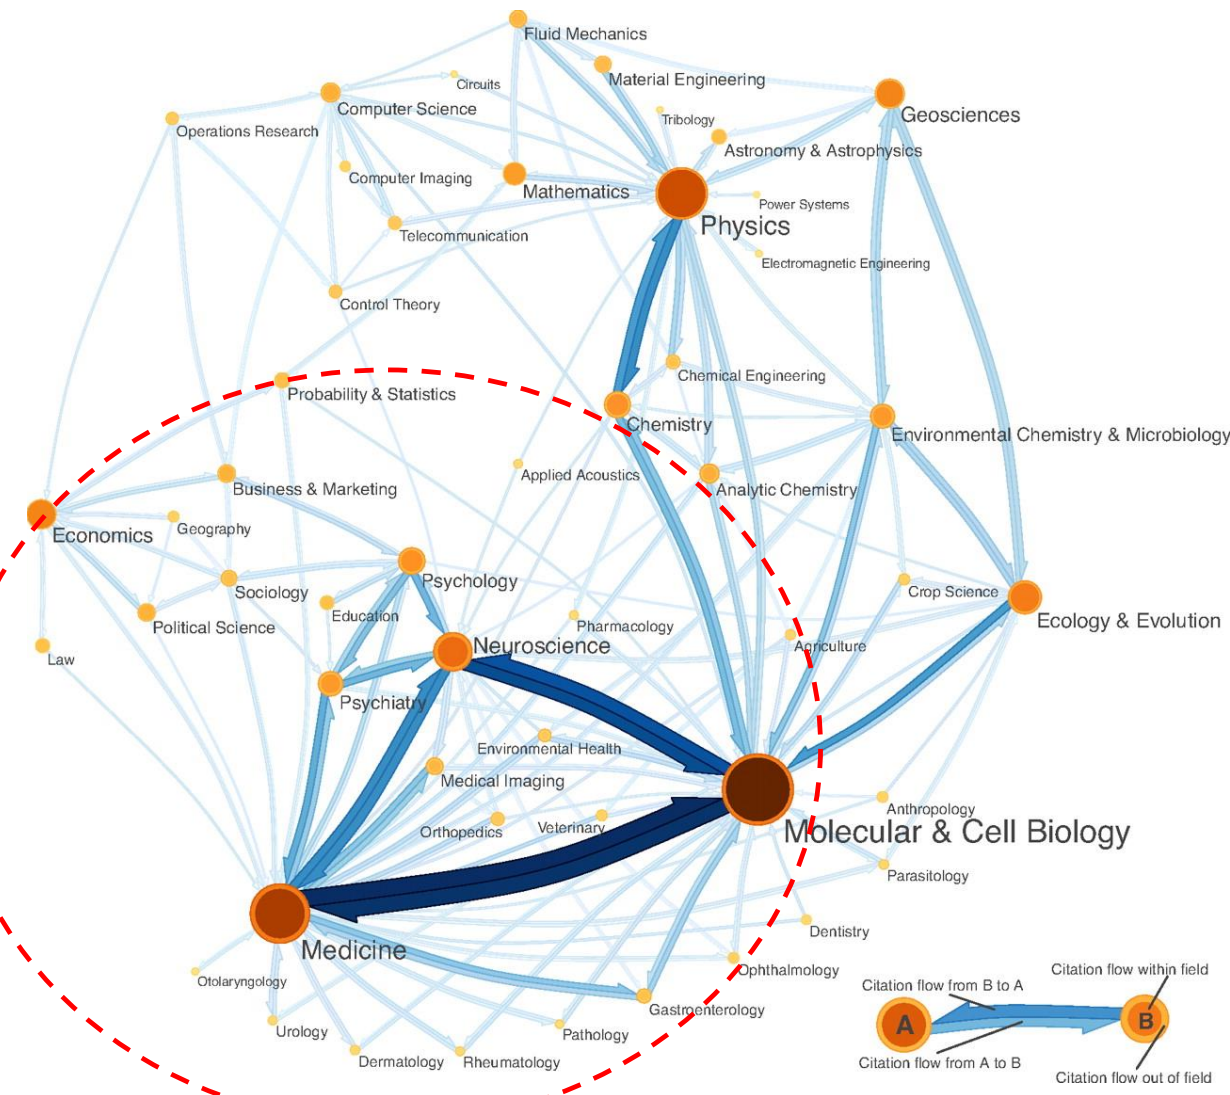 Fluid Mechanics
Material Engineering
Circuits
Computer Science
Geosciences
Tribology
Operations Research
Astronomy & Astrophysics
Computer Imaging
Mathematics
Power Systems
Physics
Telecommunication
Electromagnetic Engineering
Control Theory
Chemical Engineering
Probability & Statistics
Chemistry
Environmental Chemistry & Microbiology
Applied Acoustics
Business & Marketing
Analytic Chemistry
Geography
Economics
Psychology
Sociology
Crop Science
Education
Political Science
Pharmacology
Ecology & Evolution
Neuroscience
Agriculture
Law
Psychiatry
Environmental Health
Medical Imaging
Anthropology
Orthopedics
Veterinary
Molecular & Cell Biology
Parasitology
Dentistry
Medicine
Ophthalmology
Citation flow within field
Otolaryngology
Citation flow from B to A
Gastroenterology
A
B
Urology
Pathology
Dermatology
Rheumatology
Citation flow from A to B
Citation flow out of field